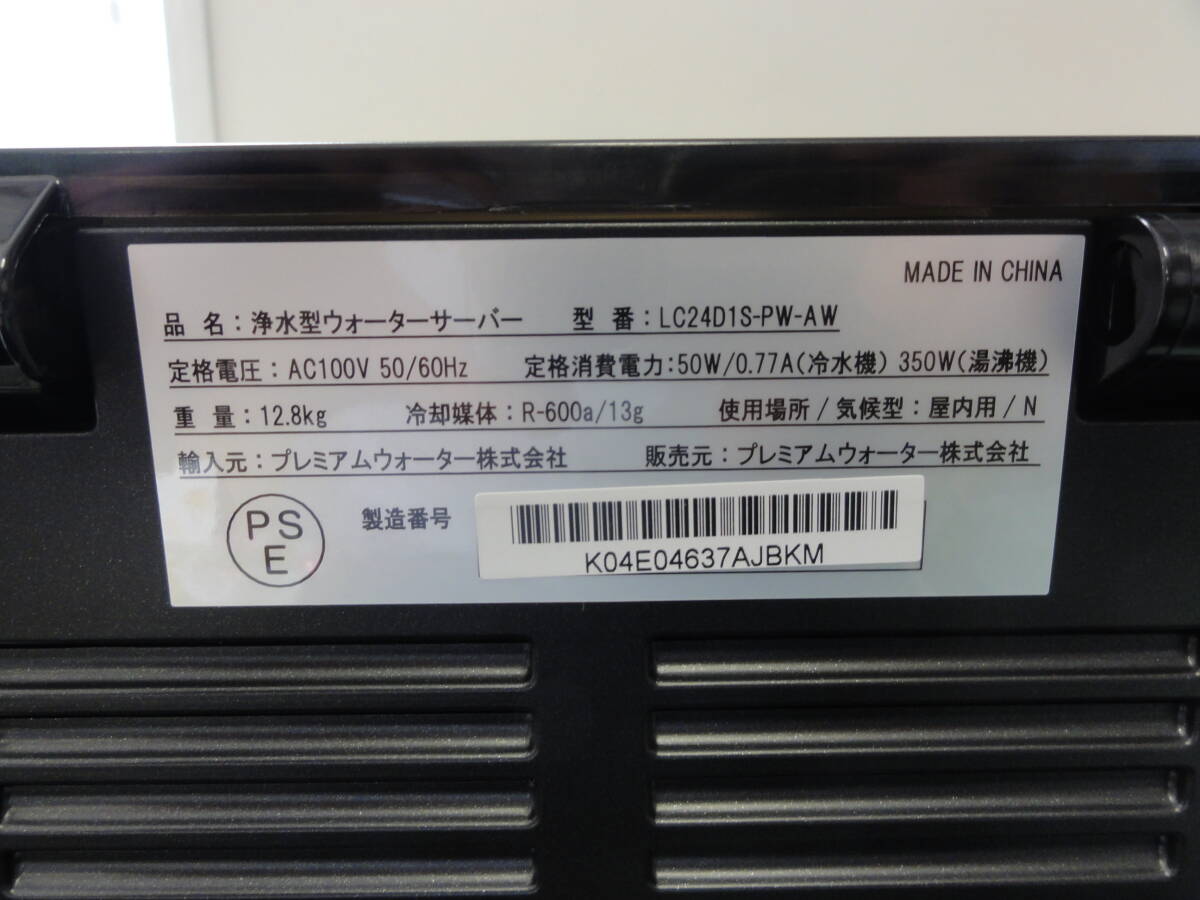 MADE IN CHINA
品 名：浄水型ウォーターサーバー 型 番：LC24D1S-PW-AW
定格電圧：AC100V 50/60Hz 定格消費電力：50W/0.77A(冷水機) 350W(湯沸機)
重 量：12.8kg 冷却媒体：R-600a/13g 使用場所/気候型：屋内用/N
輸入元：プレミアムウォーター株式会社 販売元：プレミアムウォーター株式会社
PS
E
製造番号
K04E04637AJBKM